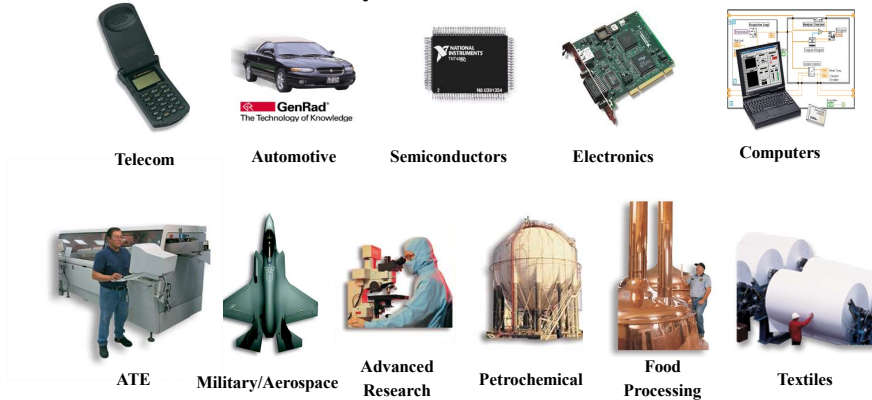 GenRad®
The Technology of Knowledge
NATIONAL
INSTRUMENTS
2
Telecom
Automotive
Semiconductors
Electronics
Computers
ATE
Military/Aerospace
Advanced
Research
Petrochemical
Food
Processing
Textiles